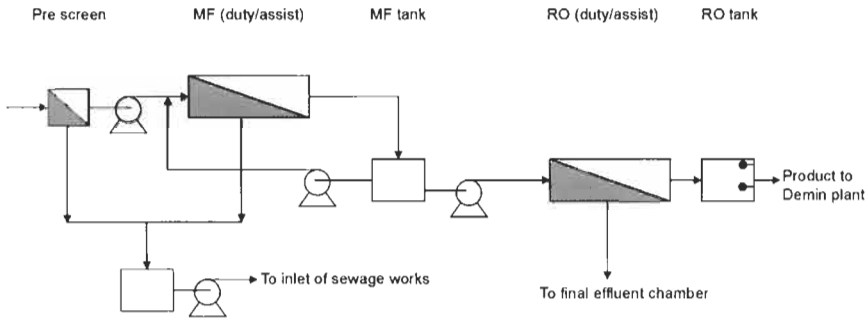 Pre screen
MF (duty/assist)
MF tank
RO (duty/assist)
RO tank
Product to
Demin plant
To inlet of sewage works
To final effluent chamber